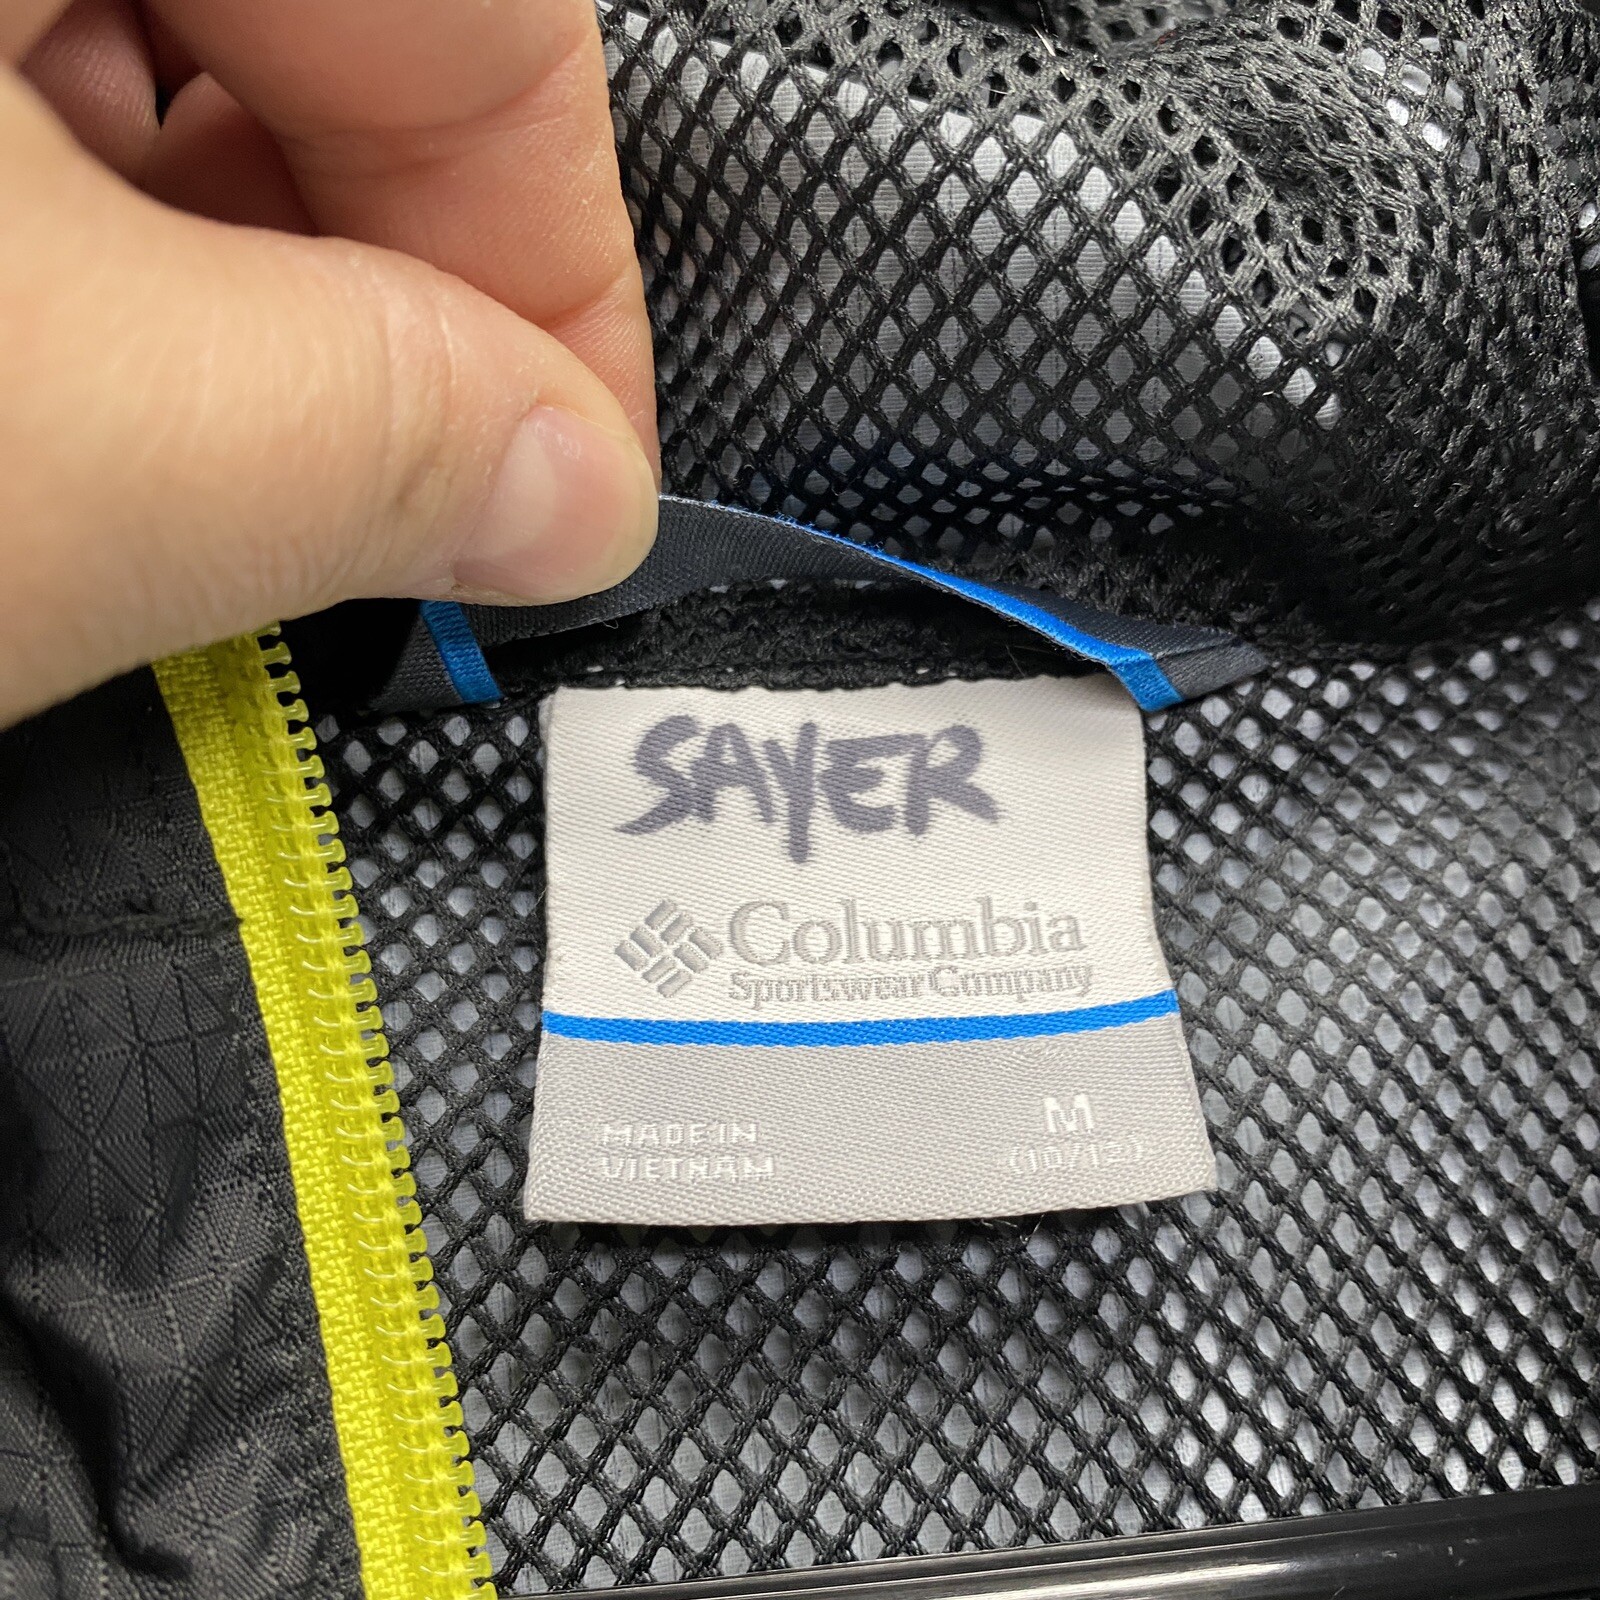 SAYER
Columbia
Sportswear Company
MADE IN
VIETNAM
M
(10/12)